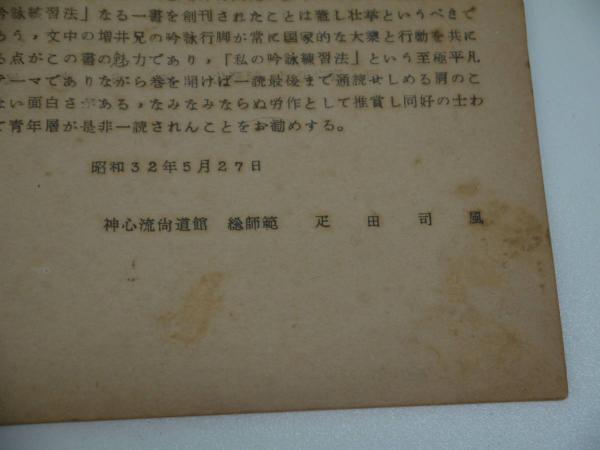 吟詠練習法」なる一書を創刊されたことは蓋し壮挙というべきで
ろう，文中の増井兄の吟詠行脚が常に国家的な大業と行動を共に
る点がこの書の魅力であり，「私の吟詠練習法」という至極平凡
テーマでありながら巻を開けば一読最後まで通読せしめる肩のこ
ない面白さがある，なみなみならぬ労作として推賞し同好の士わ
て青年層が是非一読されんことをお勧めする。
昭和32年5月27日
神心流尚道館　総師範　疋　田　司　風